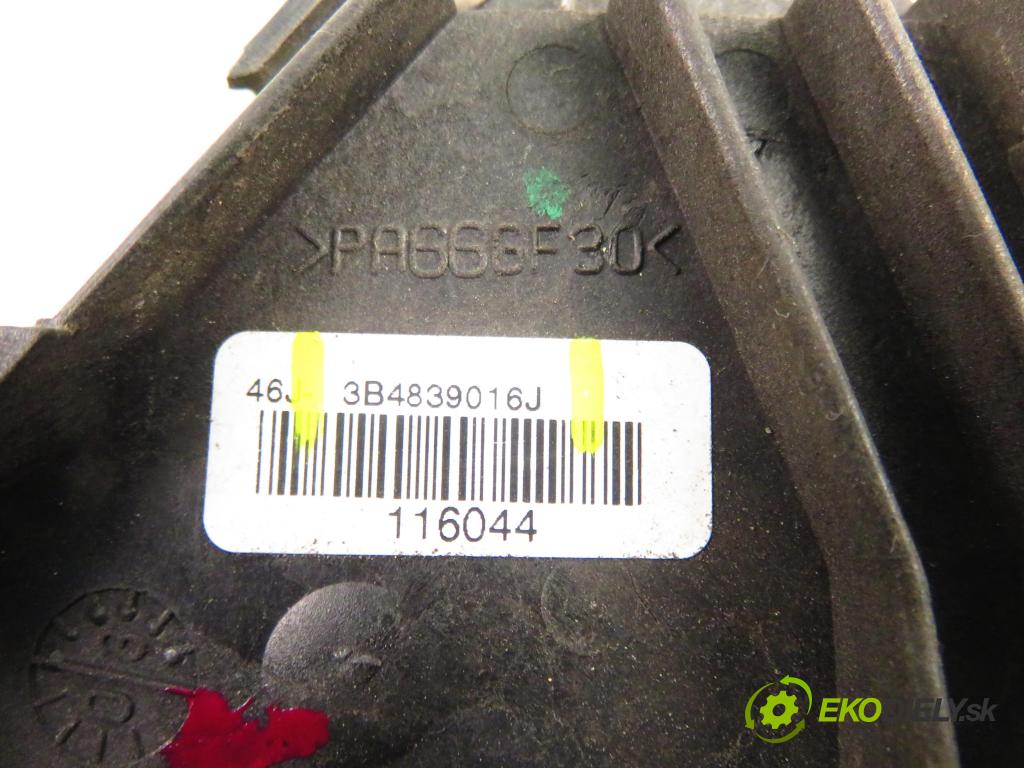 >PA66GF30<
46J 3B4839016J
116044
EKODIELY.sk